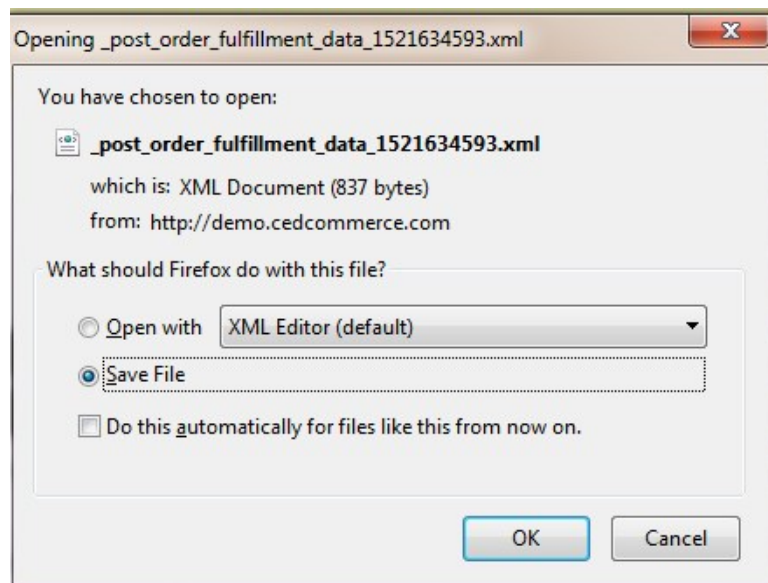 Opening _post_order_fulfillment_data_1521634593.xml
You have chosen to open:
_post_order_fulfillment_data_1521634593.xml
which is: XML Document (837 bytes)
from: http://demo.cedcommerce.com
What should Firefox do with this file?
Open with XML Editor (default)
Save File
Do this automatically for files like this from now on.
OK Cancel